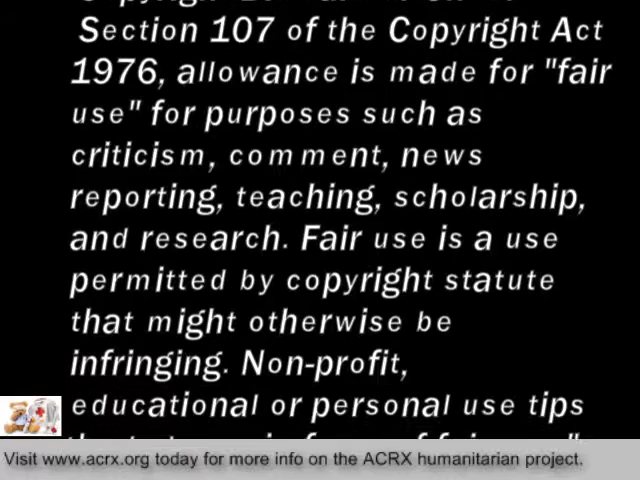 Section 107 of the Copyright Act
1976, allowance is made for "fair
use" for purposes such as
criticism, comment, news
reporting, teaching, scholarship,
and research. Fair use is a use
permitted by copyright statute
that might otherwise be
infringing. Non-profit,
educational or personal use tips
Visit www.acrx.org today for more info on the ACRX humanitarian project.